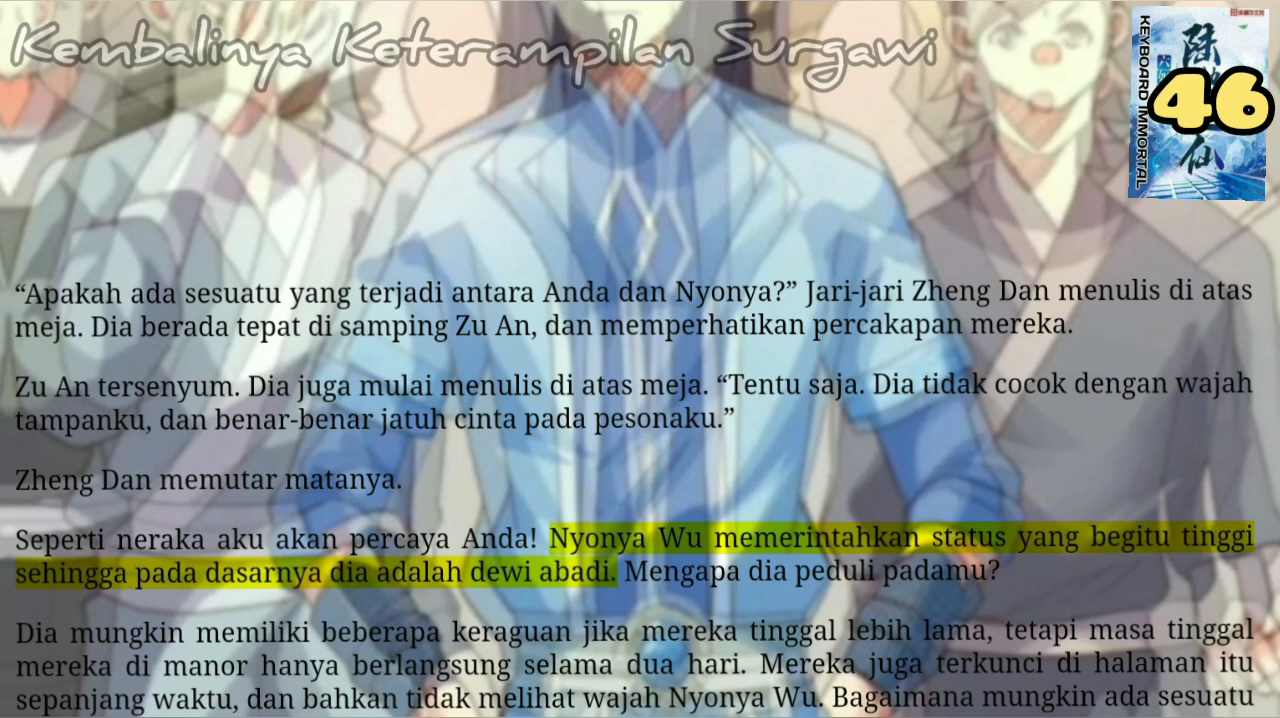 Kembalinya Keterampilan Surgawi
KEYBOARD IMMORTAL
46
“Apakah ada sesuatu yang terjadi antara Anda dan Nyonya?” Jari-jari Zheng Dan menulis di atas
meja. Dia berada tepat di samping Zu An, dan memperhatikan percakapan mereka.
Zu An tersenyum. Dia juga mulai menulis di atas meja. “Tentu saja. Dia tidak cocok dengan wajah
tampanku, dan benar-benar jatuh cinta pada pesonaku.”
Zheng Dan memutar matanya.
Seperti neraka aku akan percaya Anda! Nyonya Wu memerintahkan status yang begitu tinggi
sehingga pada dasarnya dia adalah dewi abadi. Mengapa dia peduli padamu?
Dia mungkin memiliki beberapa keraguan jika mereka tinggal lebih lama, tetapi masa tinggal
mereka di manor hanya berlangsung selama dua hari. Mereka juga terkunci di halaman itu
sepanjang waktu, dan bahkan tidak melihat wajah Nyonya Wu. Bagaimana mungkin ada sesuatu